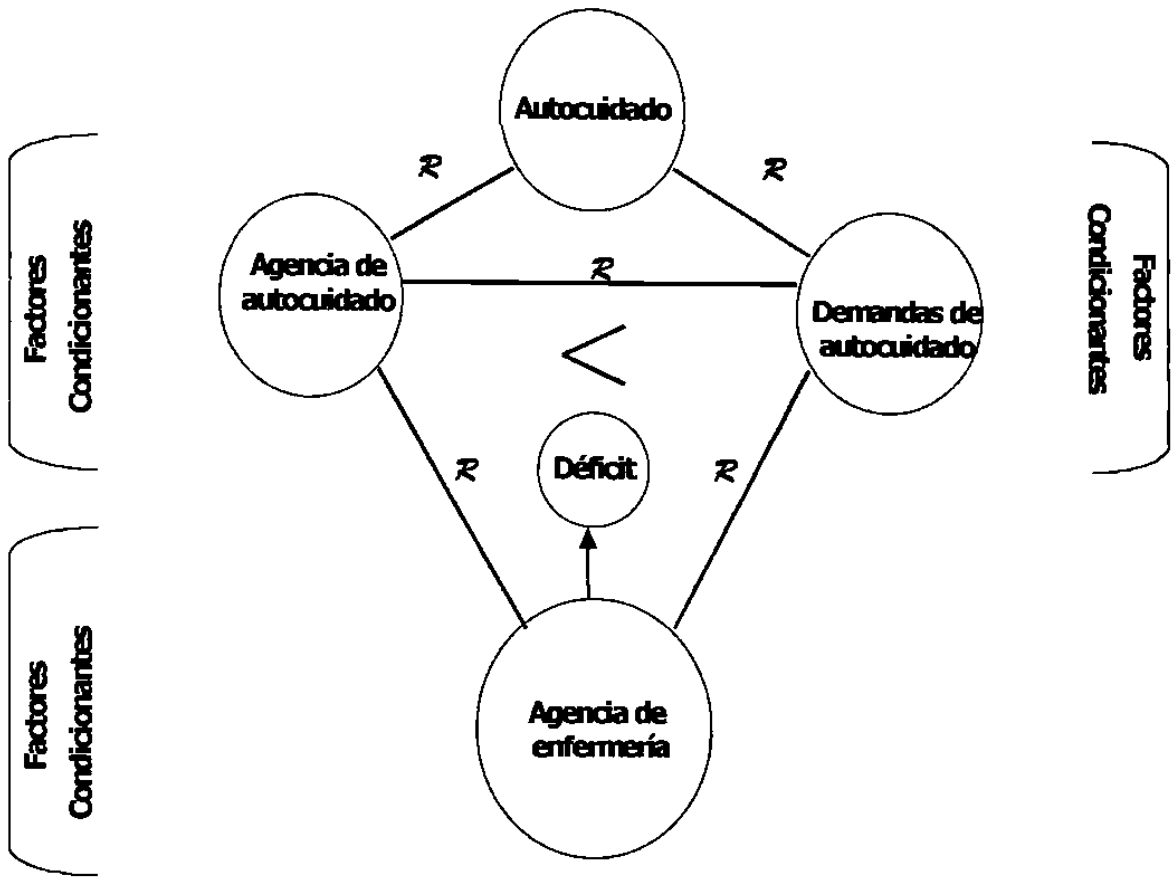 Autocuidado
R
R
Factores
Condicionantes
Agencia de
autocuidado
R
Demandas de
autocuidado
Factores
Condicionantes
<
R
Déficit
R
Factores
Condicionantes
Agencia de
enfermería